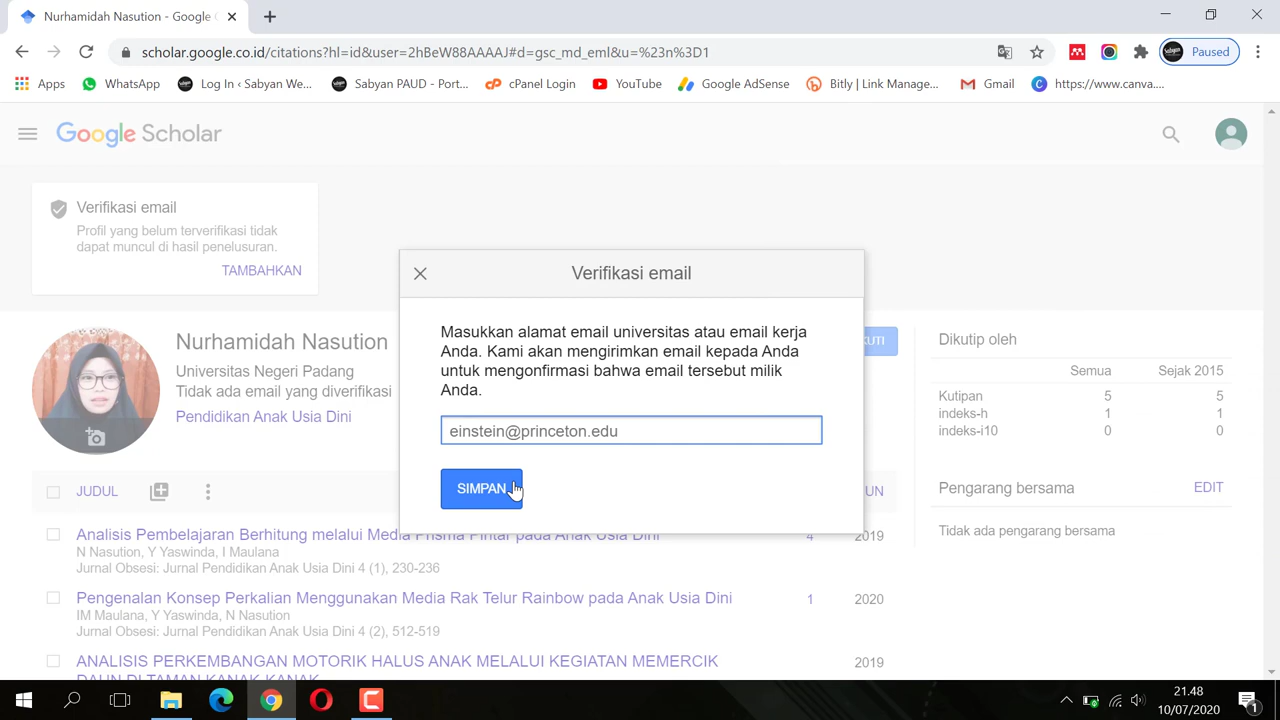 Nurhamidah Nasution - Google
scholar.google.co.id/citations?hl=id&user=2hBeW88AAAAJ#d=gsc_md_eml&u=%23n%3D1
Paused
Apps
WhatsApp
Log In ‹ Sabyan We...
Sabyan PAUD - Port...
cPanel Login
YouTube
Google AdSense
Bitly | Link Manage...
Gmail
https://www.canva....
Google Scholar
Verifikasi email
Profil yang belum terverifikasi tidak
dapat muncul di hasil penelusuran.
TAMBAHKAN
Verifikasi email
Masukkan alamat email universitas atau email kerja
Anda. Kami akan mengirimkan email kepada Anda
untuk mengonfirmasi bahwa email tersebut milik
Anda.
einstein@princeton.edu
SIMPAN
Nurhamidah Nasution
Universitas Negeri Padang
Tidak ada email yang diverifikasi
Pendidikan Anak Usia Dini
KUTI
Dikutip oleh
Semua Sejak 2015
Kutipan 5 5
indeks-h 1 1
indeks-i10 0 0
Pengarang bersama EDIT
Tidak ada pengarang bersama
JUDUL
UN
Analisis Pembelajaran Berhitung melalui Media Prisma Pintar pada Anak Usia Dini 4 2019
N Nasution, Y Yaswinda, I Maulana
Jurnal Obsesi: Jurnal Pendidikan Anak Usia Dini 4 (1), 230-236
Pengenalan Konsep Perkalian Menggunakan Media Rak Telur Rainbow pada Anak Usia Dini 1 2020
IM Maulana, Y Yaswinda, N Nasution
Jurnal Obsesi: Jurnal Pendidikan Anak Usia Dini 4 (2), 512-519
ANALISIS PERKEMBANGAN MOTORIK HALUS ANAK MELALUI KEGIATAN MEMERCIK 2019
DAUN DI TAMAN KANAK-KANAK
21.48
10/07/2020
1